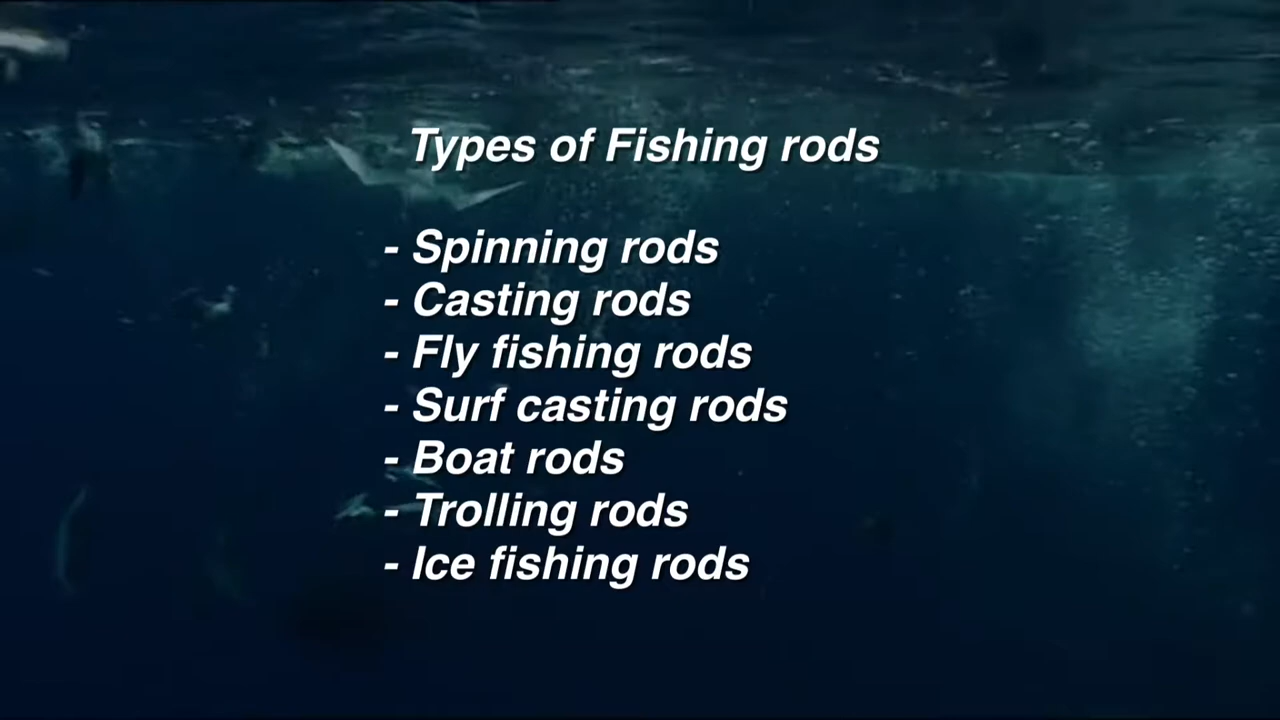 Types of Fishing rods
- Spinning rods
- Casting rods
- Fly fishing rods
- Surf casting rods
- Boat rods
- Trolling rods
- Ice fishing rods